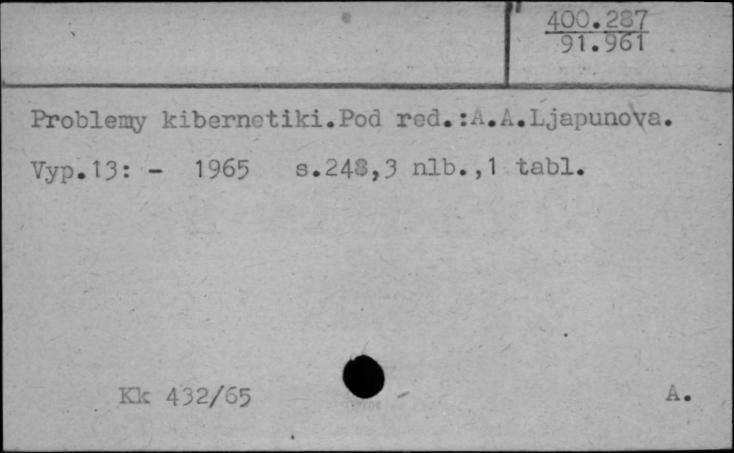 400.287
91.961
Problemy kibernetiki.Pod red.:A.A.Ljapunova.
Vyp.13: - 1965 s.248,3 nlb.,1 tabl.
Kk 432/65
A.